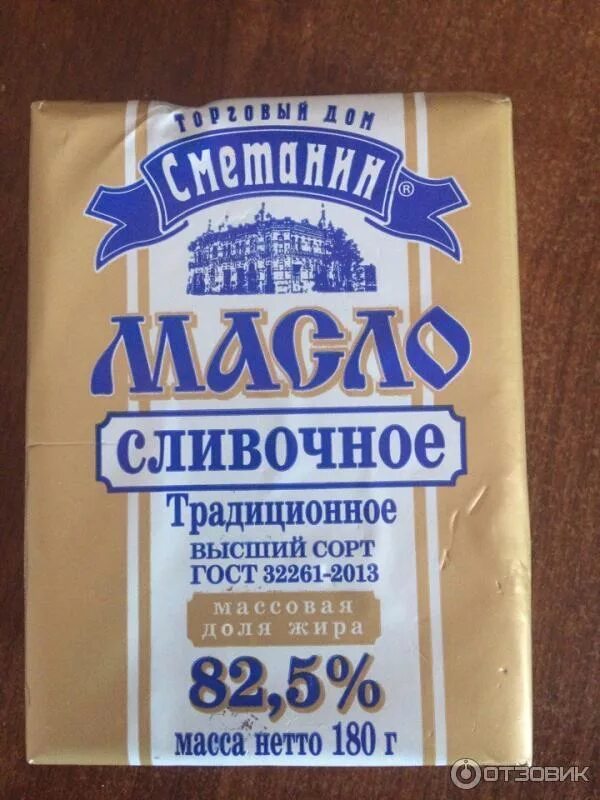 ТОРГОВЫЙ ДОМ
Сметанин ®
МАСЛО
СЛИВОЧНОЕ
Традиционное
ВЫСШИЙ СОРТ
ГОСТ 32261-2013
массовая
доля жира
82,5%
масса нетто 180 г
ОТЗОВИК